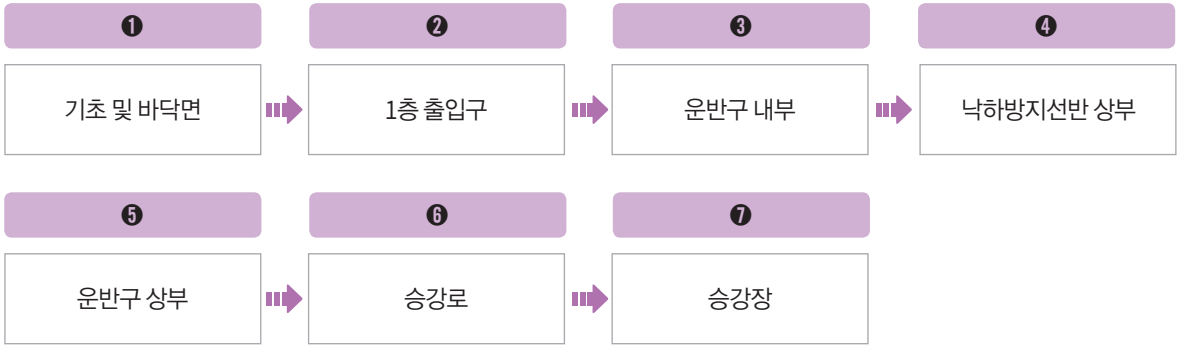 ❶ ❷ ❸ ❹
기초 및 바닥면 1층 출입구 운반구 내부 낙하방지선반 상부
❺ ❻ ❼
운반구 상부 승강로 승강장